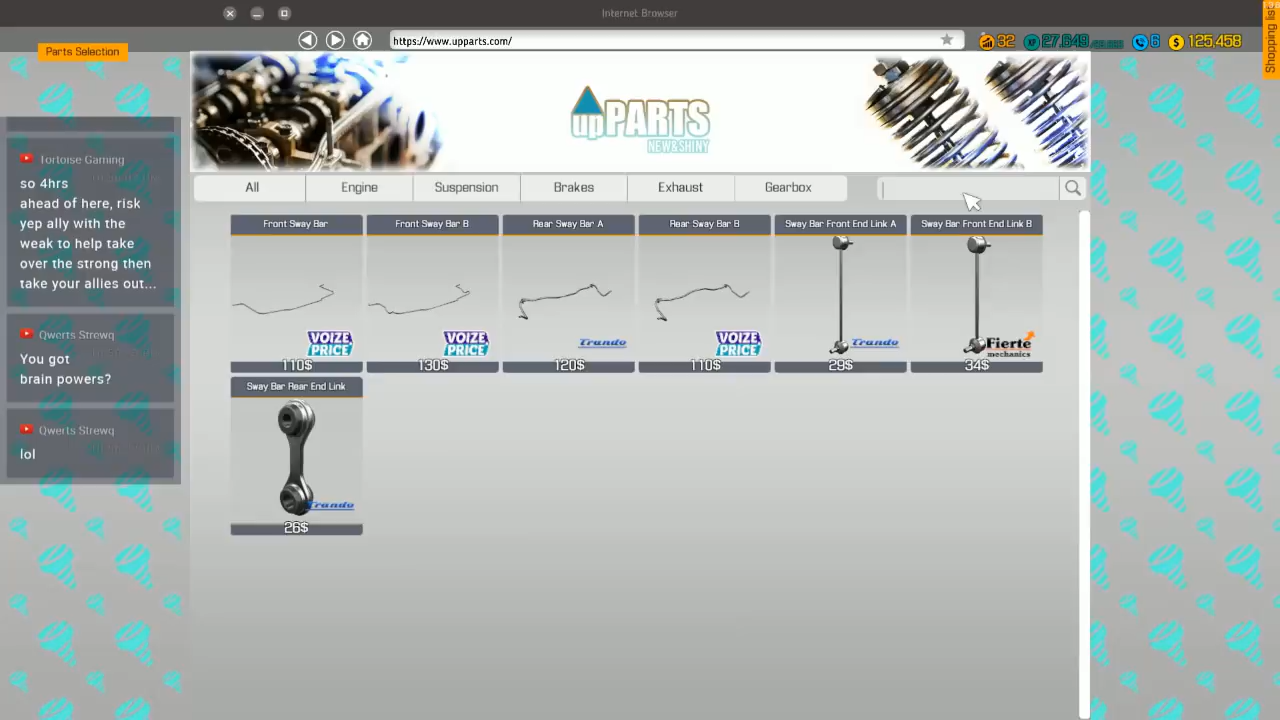 Internet Browser
Parts Selection
https://www.upparts.com/
32
6
125,458
Shopping list
upPARTS
NEW&SHINY
All
Engine
Suspension
Brakes
Exhaust
Gearbox
Tortoise Gaming
so 4hrs
ahead of here, risk
yep ally with the
weak to help take
over the strong then
take your allies out...
Qwerts Strewq
You got
brain powers?
Qwerts Strewq
lol
Front Sway Bar
VOIZE
PRICE
110$
Front Sway Bar B
VOIZE
PRICE
130$
Rear Sway Bar A
Trando
120$
Rear Sway Bar B
VOIZE
PRICE
110$
Sway Bar Front End Link A
Trando
29$
Sway Bar Front End Link B
Fierte
mechanics
34$
Sway Bar Rear End Link
Trando
26$